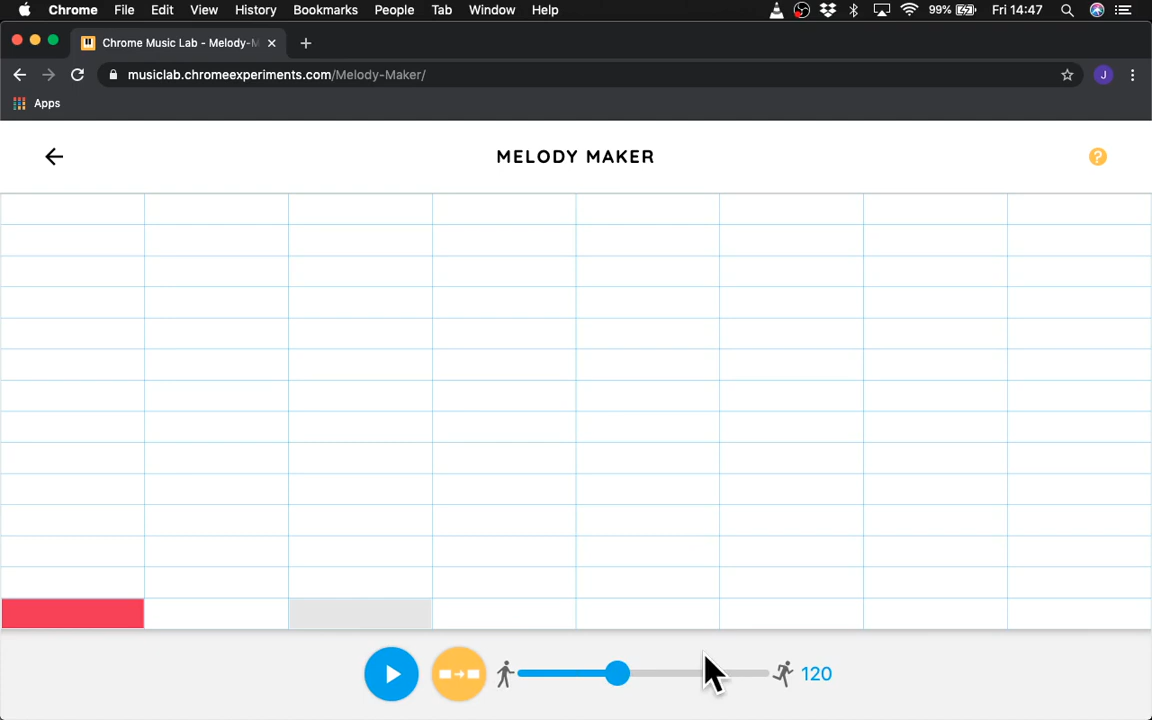 Chrome File Edit View History Bookmarks People Tab Window Help 99% Fri 14:47
Chrome Music Lab - Melody-M
musiclab.chromeexperiments.com/Melody-Maker/ J
Apps
MELODY MAKER ?
120